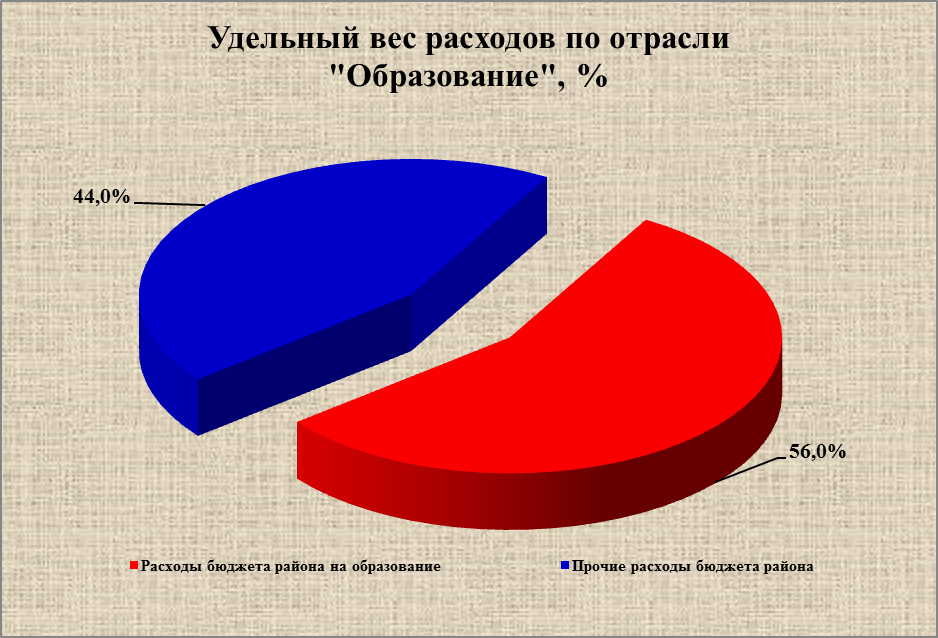 Удельный вес расходов по отрасли
"Образование", %
44,0%
56,0%
Расходы бюджета района на образование
Прочие расходы бюджета района